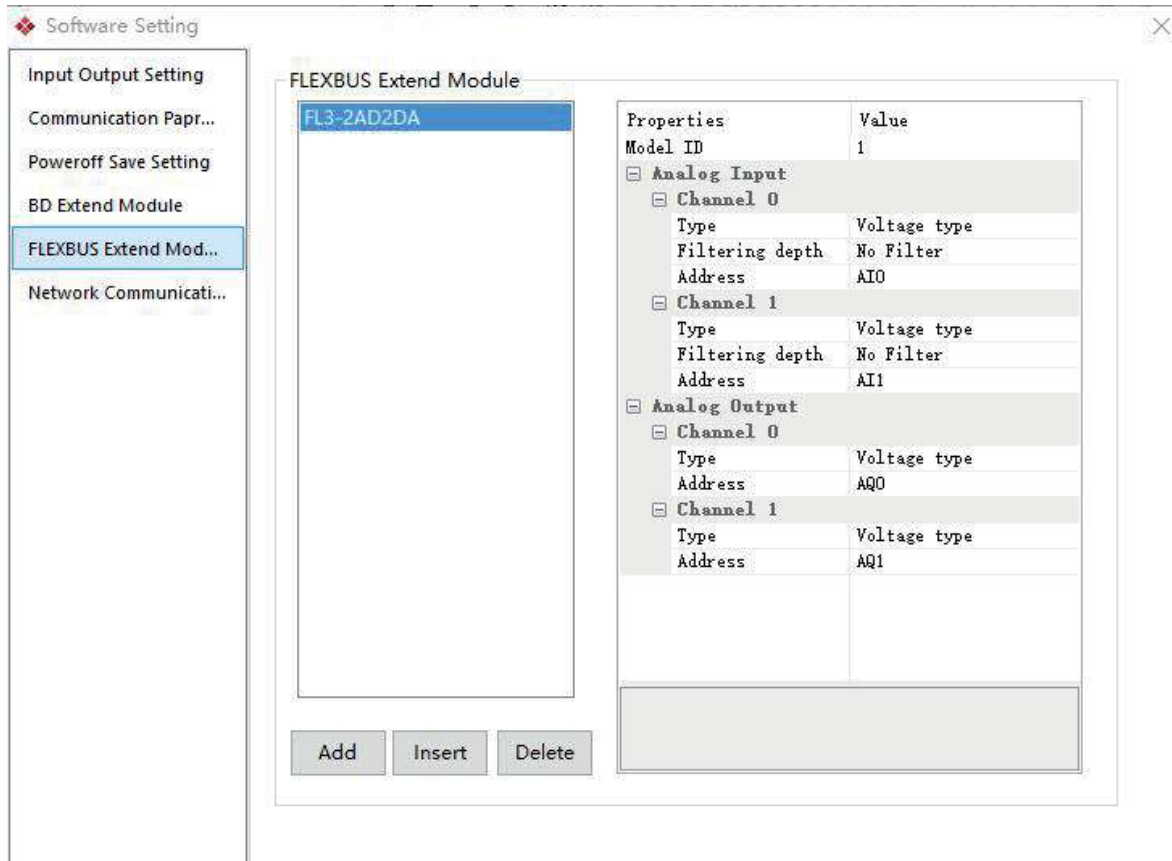 Software Setting
Input Output Setting
Communication Papr...
Poweroff Save Setting
BD Extend Module
FLEXBUS Extend Mod...
Network Communicati...
FLEXBUS Extend Module
FL3-2AD2DA
Properties Value
Model ID 1
Analog Input
Channel 0
Type Voltage type
Filtering depth No Filter
Address AI0
Channel 1
Type Voltage type
Filtering depth No Filter
Address AI1
Analog Output
Channel 0
Type Voltage type
Address AQ0
Channel 1
Type Voltage type
Address AQ1
Add Insert Delete